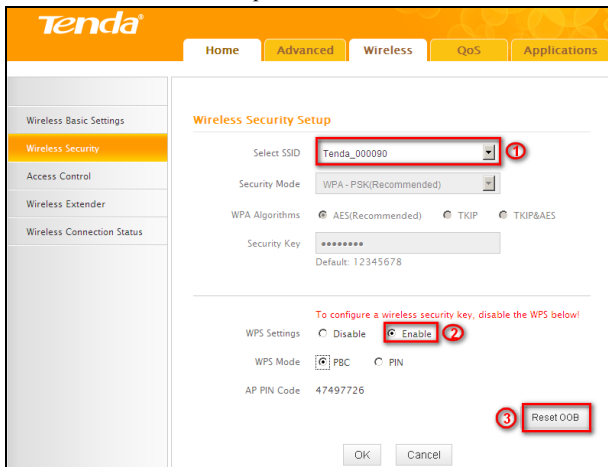 Tenda®
Home Advanced Wireless QoS Applications
Wireless Basic Settings
Wireless Security
Access Control
Wireless Extender
Wireless Connection Status
Wireless Security Setup
Select SSID Tenda_000090 1
Security Mode WPA - PSK(Recommended)
WPA Algorithms AES(Recommended) TKIP TKIP&AES
Security Key ••••••••
Default: 12345678
To configure a wireless security key, disable the WPS below!
WPS Settings Disable Enable 2
WPS Mode PBC PIN
AP PIN Code 47497726
3 Reset OOB
OK Cancel